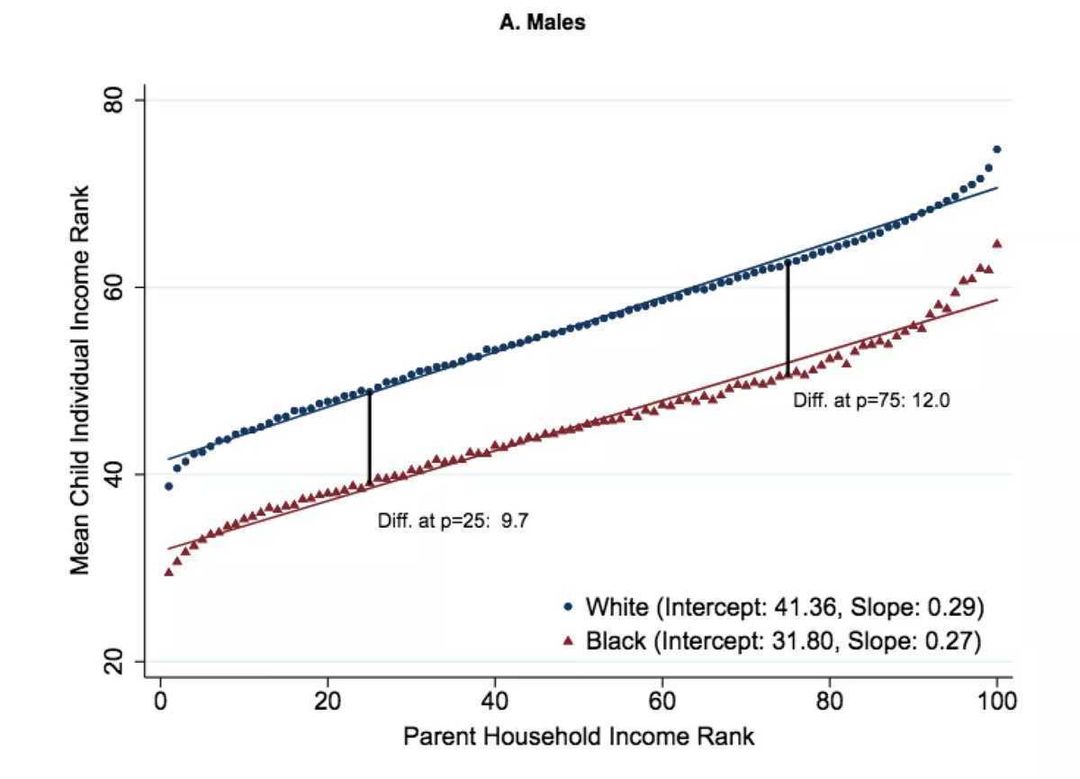 A. Males
80
60
40
20
Mean Child Individual Income Rank
Diff. at p=75: 12.0
Diff. at p=25: 9.7
White (Intercept: 41.36, Slope: 0.29)
Black (Intercept: 31.80, Slope: 0.27)
0 20 40 60 80 100
Parent Household Income Rank